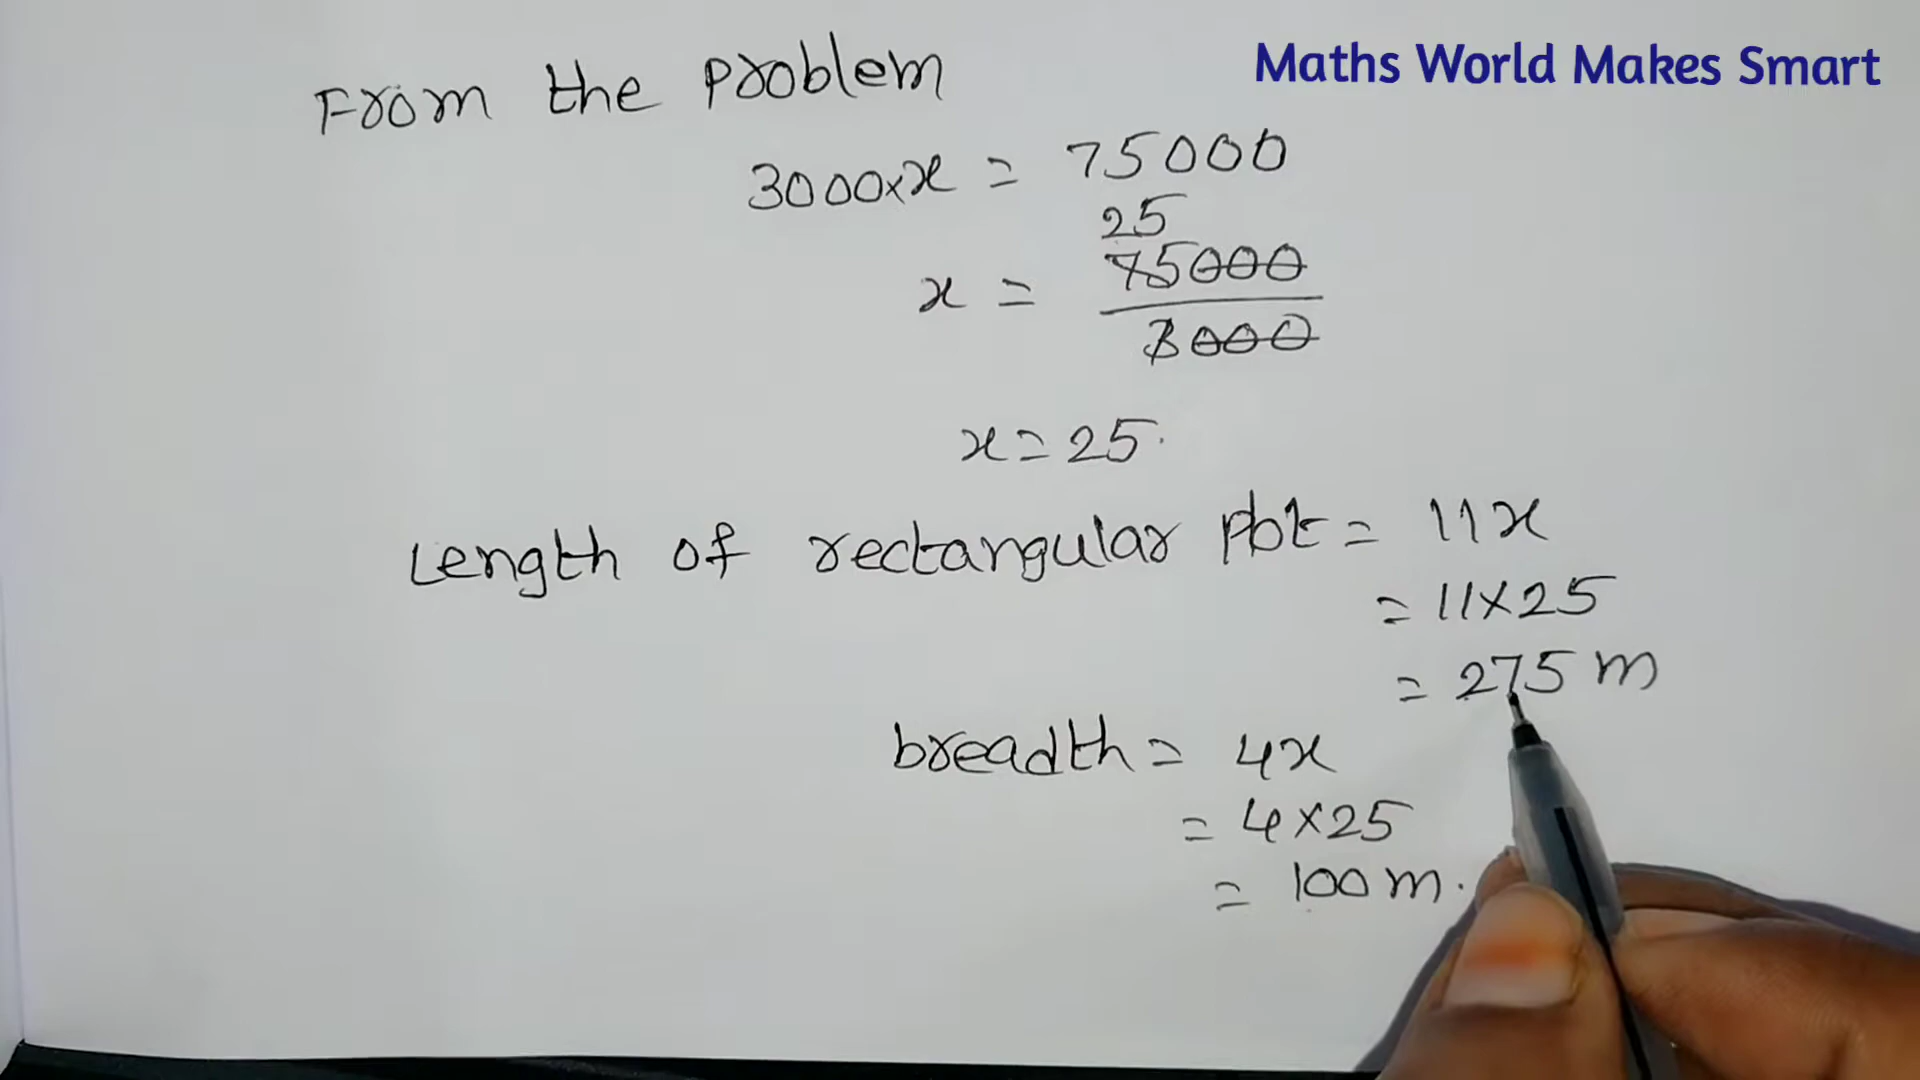 Maths World Makes Smart
From the problem
3000×x = 75000
25
x = 75000
3000
x = 25.
Length of rectangular plot = 11x
= 11×25
= 275 m
breadth = 4x
= 4×25
= 100 m.